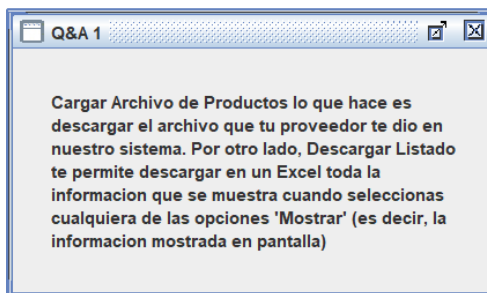 Q&A 1
Cargar Archivo de Productos lo que hace es
descargar el archivo que tu proveedor te dio en
nuestro sistema. Por otro lado, Descargar Listado
te permite descargar en un Excel toda la
informacion que se muestra cuando seleccionas
cualquiera de las opciones 'Mostrar' (es decir, la
informacion mostrada en pantalla)